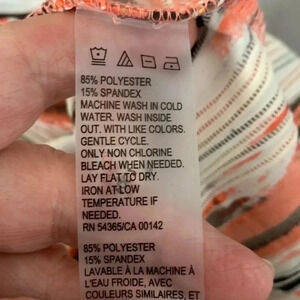 85% POLYESTER
15% SPANDEX
MACHINE WASH IN COLD
WATER. WASH INSIDE
OUT. WITH LIKE COLORS.
GENTLE CYCLE.
ONLY NON CHLORINE
BLEACH WHEN NEEDED.
LAY FLAT TO DRY.
IRON AT LOW
TEMPERATURE IF
NEEDED.
RN 54365/CA 00142
85% POLYESTER
15% SPANDEX
LAVABLE À LA MACHINE À
L'EAU FROIDE, AVEC
COULEURS SIMILAIRES, ET